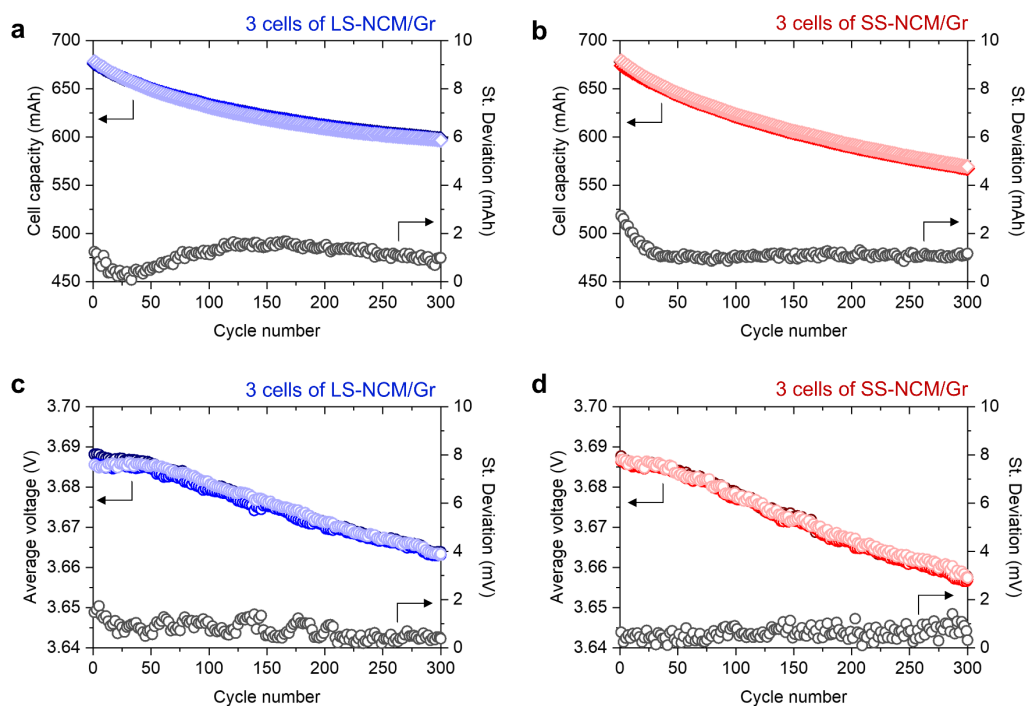 a
3 cells of LS-NCM/Gr
700
650
600
550
500
450
10
8
6
4
2
0
0 50 100 150 200 250 300
Cell capacity (mAh)
St. Deviation (mAh)
Cycle number
b
3 cells of SS-NCM/Gr
700
650
600
550
500
450
10
8
6
4
2
0
0 50 100 150 200 250 300
Cell capacity (mAh)
St. Deviation (mAh)
Cycle number
c
3 cells of LS-NCM/Gr
3.70
3.69
3.68
3.67
3.66
3.65
3.64
10
8
6
4
2
0
0 50 100 150 200 250 300
Average voltage (V)
St. Deviation (mV)
Cycle number
d
3 cells of SS-NCM/Gr
3.70
3.69
3.68
3.67
3.66
3.65
3.64
10
8
6
4
2
0
0 50 100 150 200 250 300
Average voltage (V)
St. Deviation (mV)
Cycle number